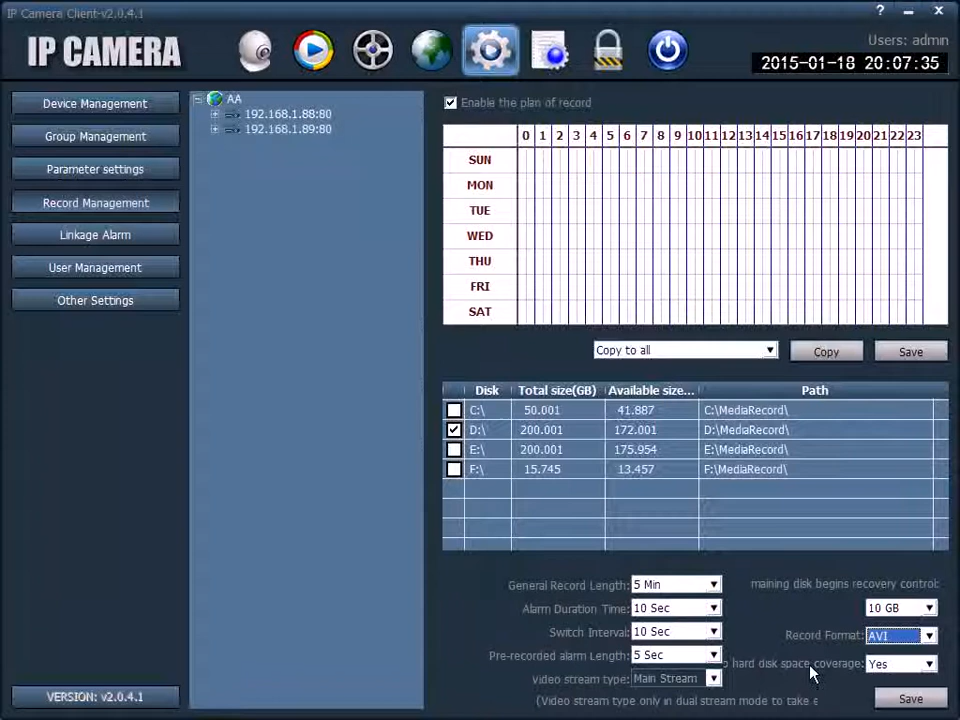 IP Camera Client-v2.0.4.1
?
IP CAMERA
Users: admin
2015-01-18 20:07:35
Device Management
Group Management
Parameter settings
Record Management
Linkage Alarm
User Management
Other Settings
VERSION: v2.0.4.1
AA
192.168.1.88:80
192.168.1.89:80
Enable the plan of record
0 1 2 3 4 5 6 7 8 9 10 11 12 13 14 15 16 17 18 19 20 21 22 23
SUN
MON
TUE
WED
THU
FRI
SAT
Copy to all
Copy
Save
Disk Total size(GB) Available size... Path
C:\ 50.001 41.887 C:\MediaRecord\
D:\ 200.001 172.001 D:\MediaRecord\
E:\ 200.001 175.954 E:\MediaRecord\
F:\ 15.745 13.457 F:\MediaRecord\
General Record Length: 5 Min
maining disk begins recovery control:
Alarm Duration Time: 10 Sec
10 GB
Switch Interval: 10 Sec
Record Format: AVI
Pre-recorded alarm Length: 5 Sec
hard disk space coverage: Yes
video stream type: Main Stream
(Video stream type only in dual stream mode to take e
Save